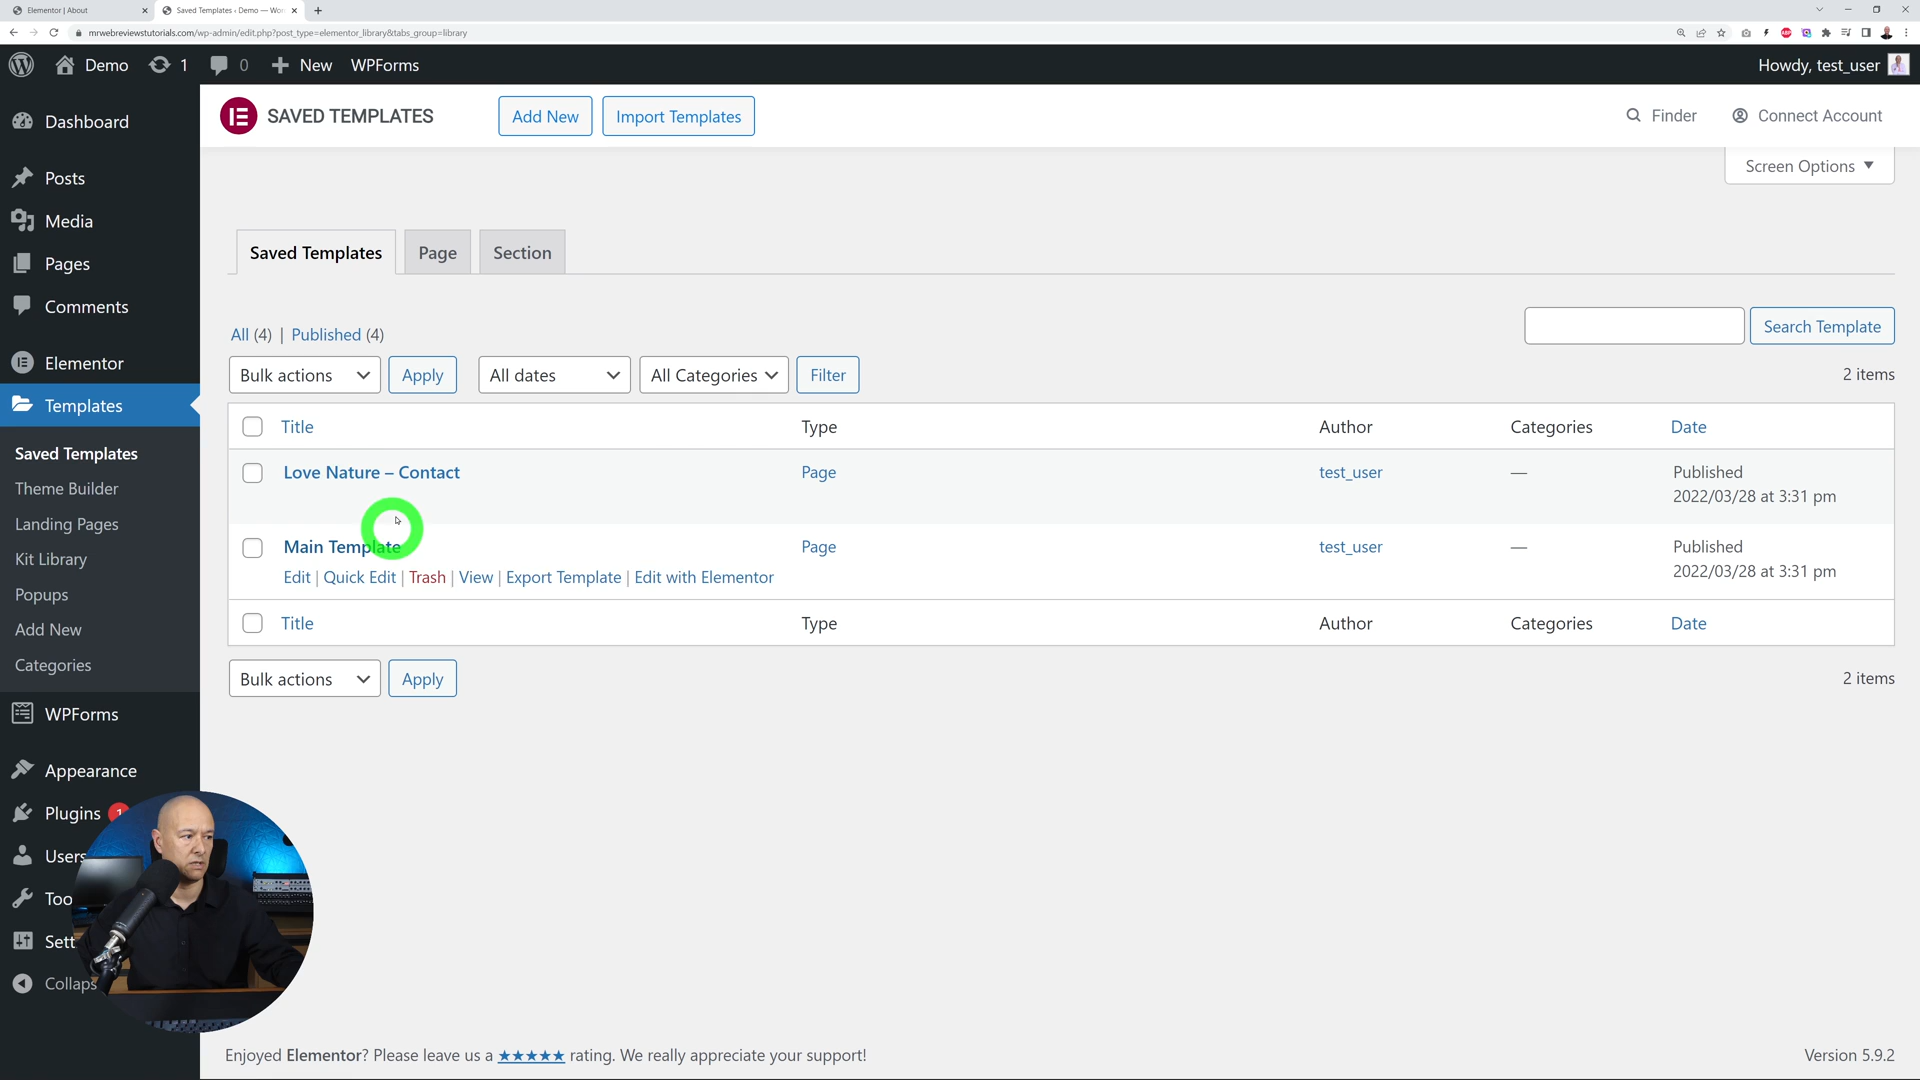 Elementor | About
Saved Templates ‹ Demo — Wor
mrwebreviewstutorials.com/wp-admin/edit.php?post_type=elementor_library&tabs_group=library
Demo 1 0 New WPForms
Howdy, test_user
Dashboard
Posts
Media
Pages
Comments
Elementor
Templates
Saved Templates
Theme Builder
Landing Pages
Kit Library
Popups
Add New
Categories
WPForms
Appearance
Plugins 1
Users
Too
Sett
Collaps
SAVED TEMPLATES Add New Import Templates
Finder Connect Account
Screen Options
Saved Templates Page Section
All (4) | Published (4)
Search Template
Bulk actions Apply All dates All Categories Filter 2 items
Title Type Author Categories Date
Love Nature – Contact Page test_user — Published
2022/03/28 at 3:31 pm
Main Template Page test_user — Published
Edit | Quick Edit | Trash | View | Export Template | Edit with Elementor 2022/03/28 at 3:31 pm
Title Type Author Categories Date
Bulk actions Apply 2 items
Enjoyed Elementor? Please leave us a ★★★★★ rating. We really appreciate your support!
Version 5.9.2